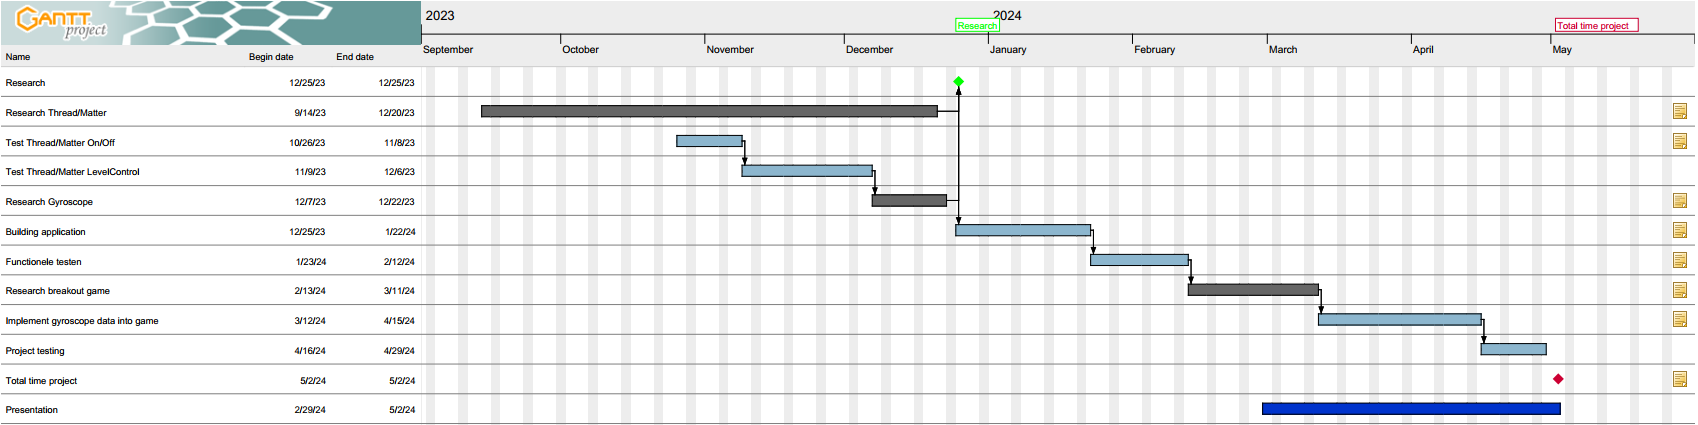 GANTT
project
2023
2024
Research
Total time project
September October November December January February March April May
Name Begin date End date
Research 12/25/23 12/25/23
Research Thread/Matter 9/14/23 12/20/23
Test Thread/Matter On/Off 10/26/23 11/8/23
Test Thread/Matter LevelControl 11/9/23 12/6/23
Research Gyroscope 12/7/23 12/22/23
Building application 12/25/23 1/22/24
Functionele testen 1/23/24 2/12/24
Research breakout game 2/13/24 3/11/24
Implement gyroscope data into game 3/12/24 4/15/24
Project testing 4/16/24 4/29/24
Total time project 5/2/24 5/2/24
Presentation 2/29/24 5/2/24